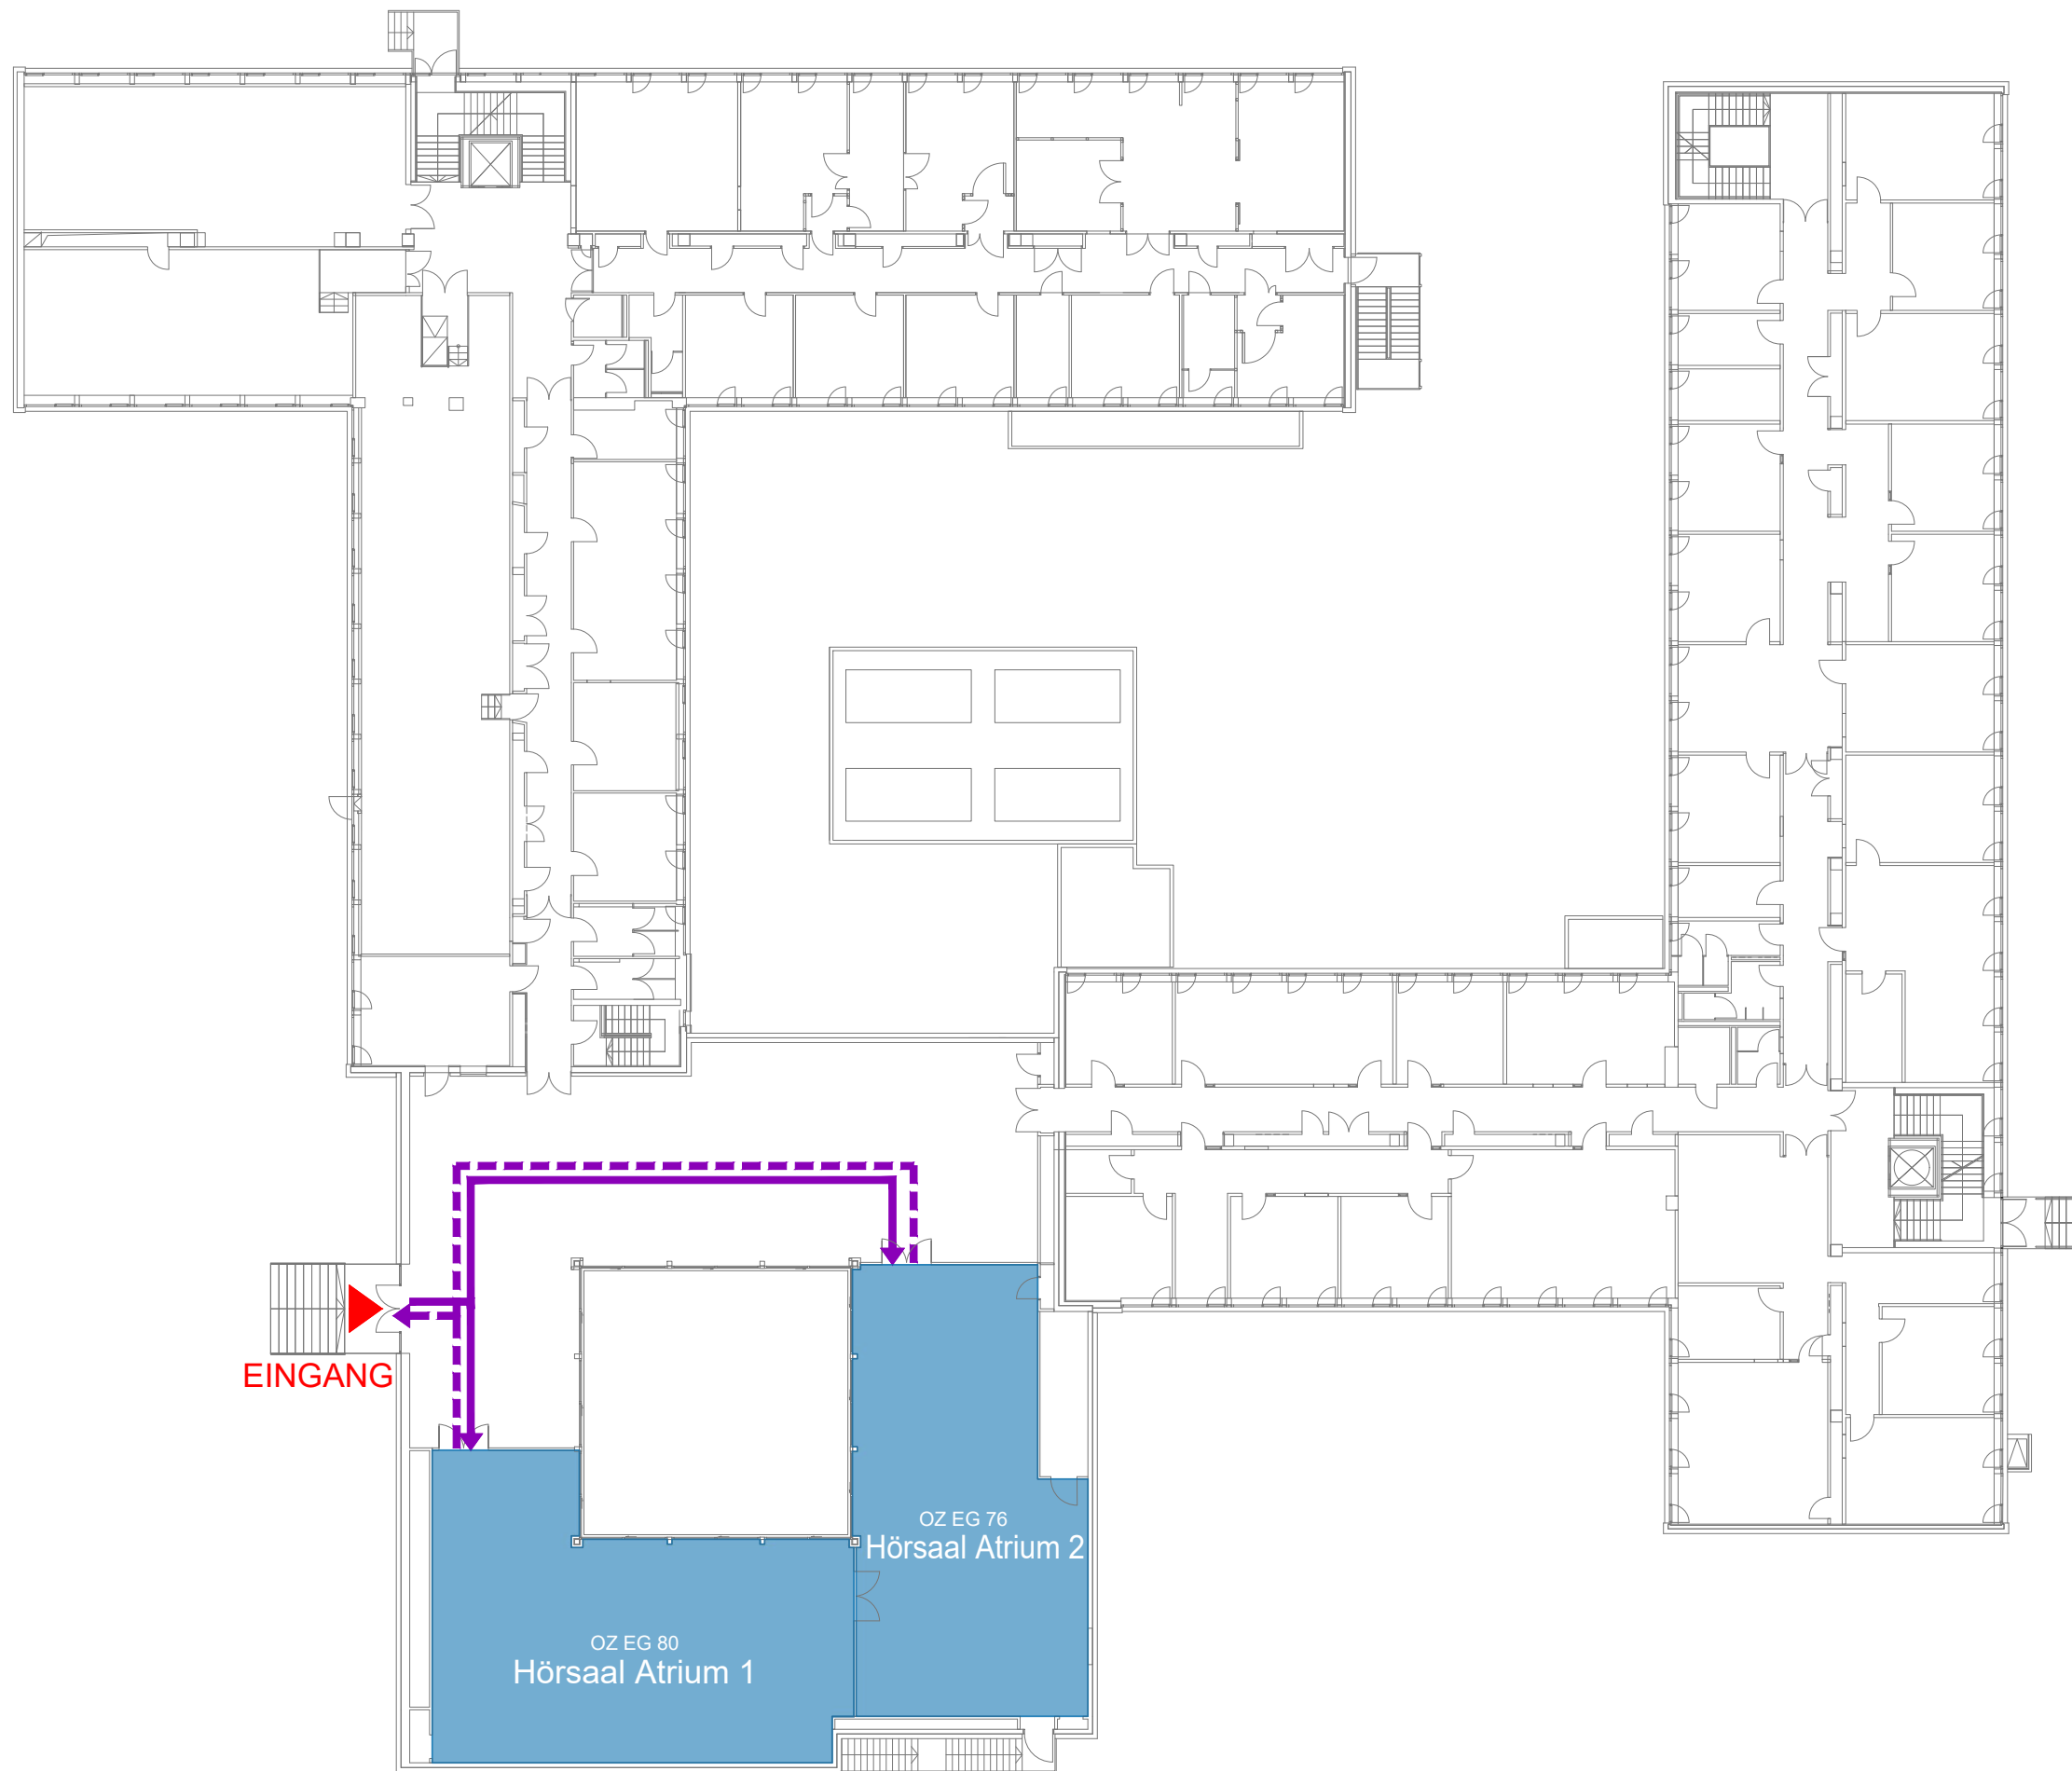 EINGANG
OZ EG 76
Hörsaal Atrium 2
OZ EG 80
Hörsaal Atrium 1